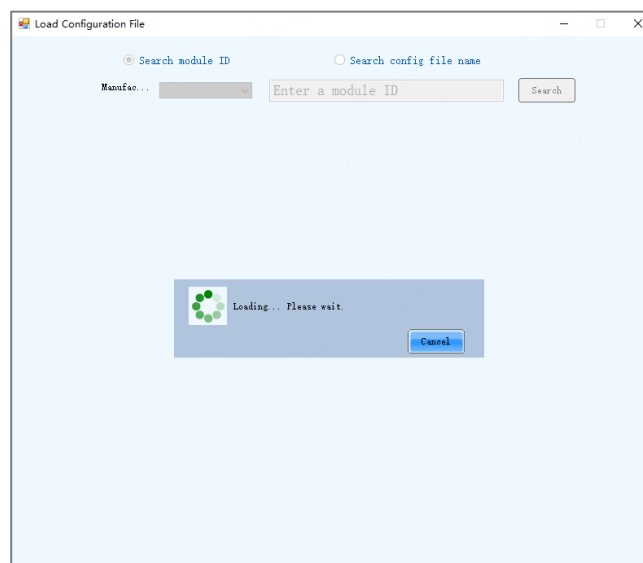 Load Configuration File
Search module ID Search config file name
Manufac... Enter a module ID Search
Loading... Please wait.
Cancel